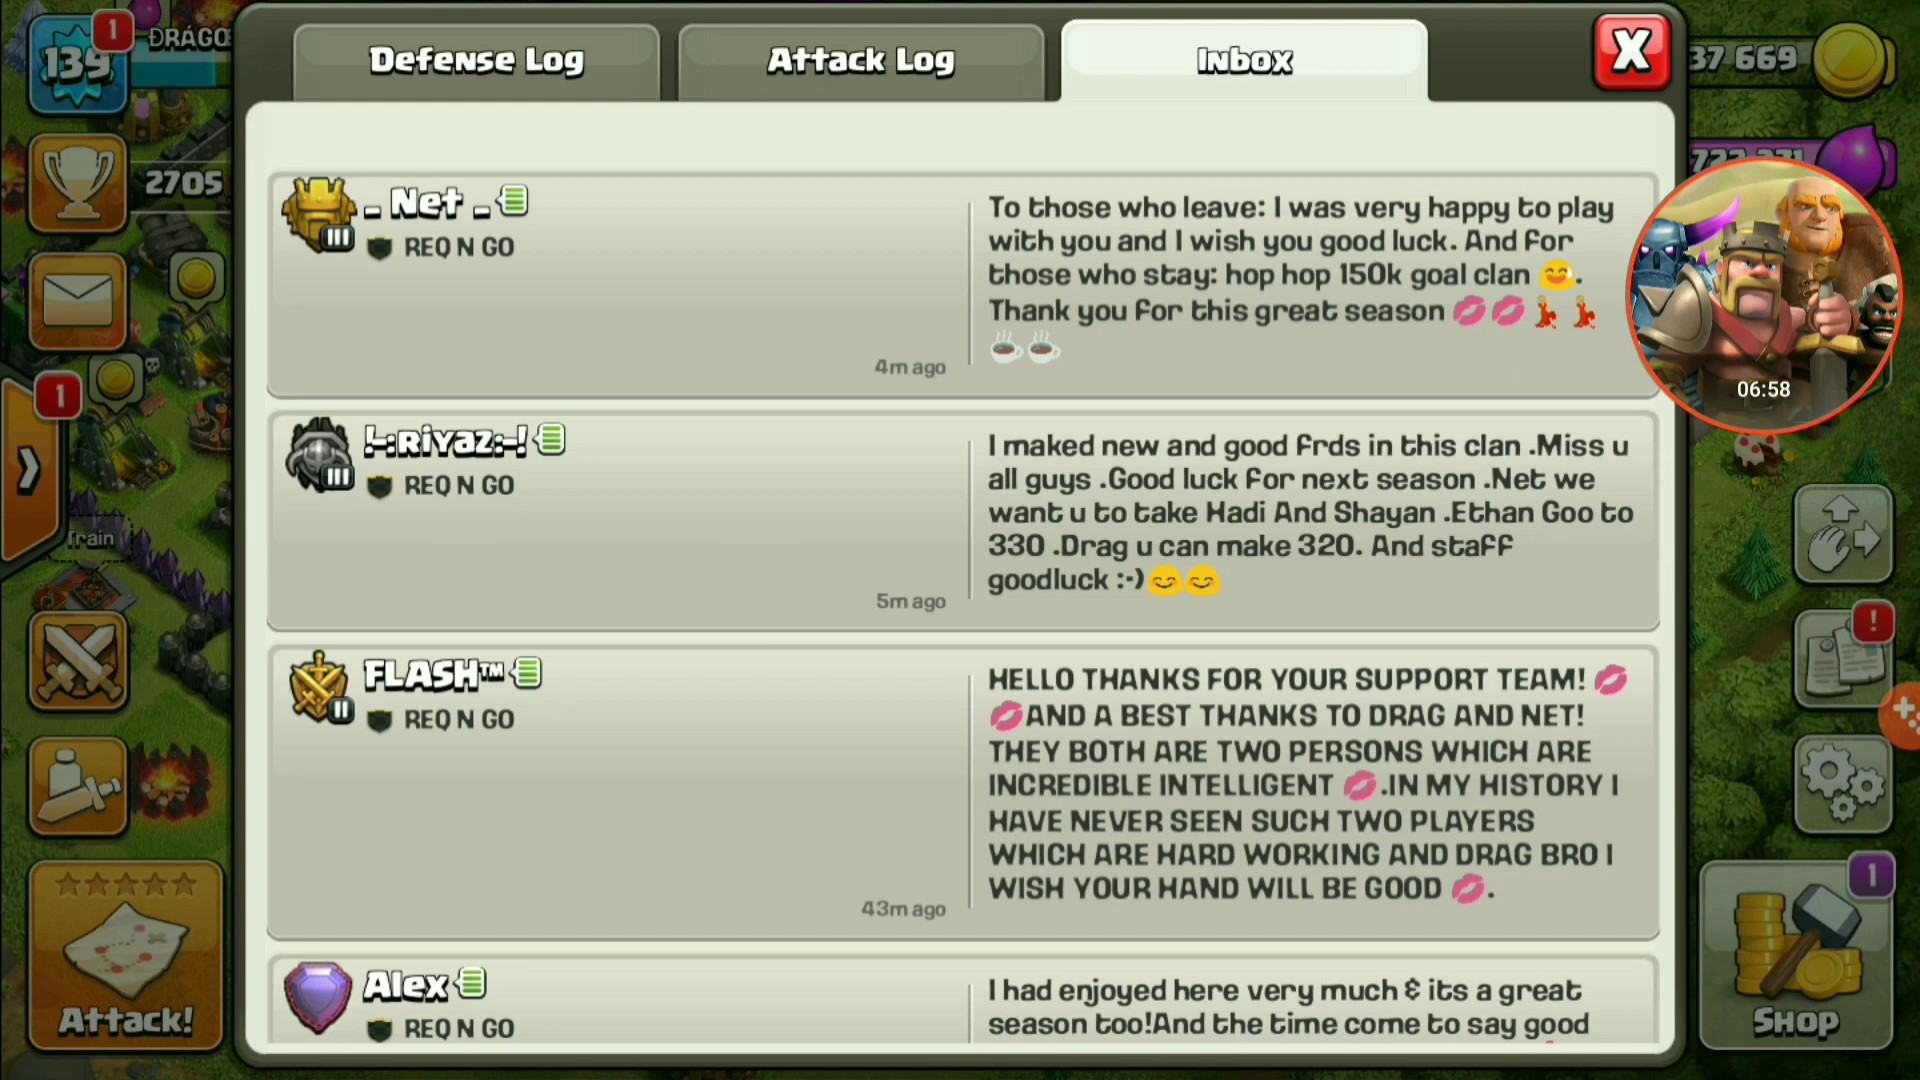 139
1
ĐRÁGO
Defense Log
Attack Log
Inbox
X
37 669
2705
_ Net _
III
REQ N GO
To those who leave: I was very happy to play
with you and I wish you good luck. And for
those who stay: hop hop 150k goal clan 😅.
Thank you for this great season 💋💋💃💃
☕☕
4m ago
06:58
1
!-:RiYaz:-!
III
REQ N GO
I maked new and good frds in this clan .Miss u
all guys .Good luck for next season .Net we
want u to take Hadi And Shayan .Ethan Goo to
330 .Drag u can make 320. And staff
goodluck :-)😊😊
5m ago
Train
!
FLASH™
II
REQ N GO
HELLO THANKS FOR YOUR SUPPORT TEAM! 💋
💋AND A BEST THANKS TO DRAG AND NET!
THEY BOTH ARE TWO PERSONS WHICH ARE
INCREDIBLE INTELLIGENT 💋.IN MY HISTORY I
HAVE NEVER SEEN SUCH TWO PLAYERS
WHICH ARE HARD WORKING AND DRAG BRO I
WISH YOUR HAND WILL BE GOOD 💋.
43m ago
1
Alex
REQ N GO
I had enjoyed here very much & its a great
season too!And the time come to say good
Attack!
Shop